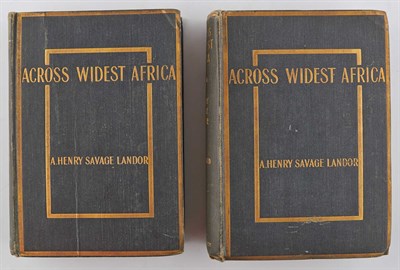 ACROSS WIDEST AFRICA
A. HENRY SAVAGE LANDOR
ACROSS WIDEST AFRICA
A. HENRY SAVAGE LANDOR